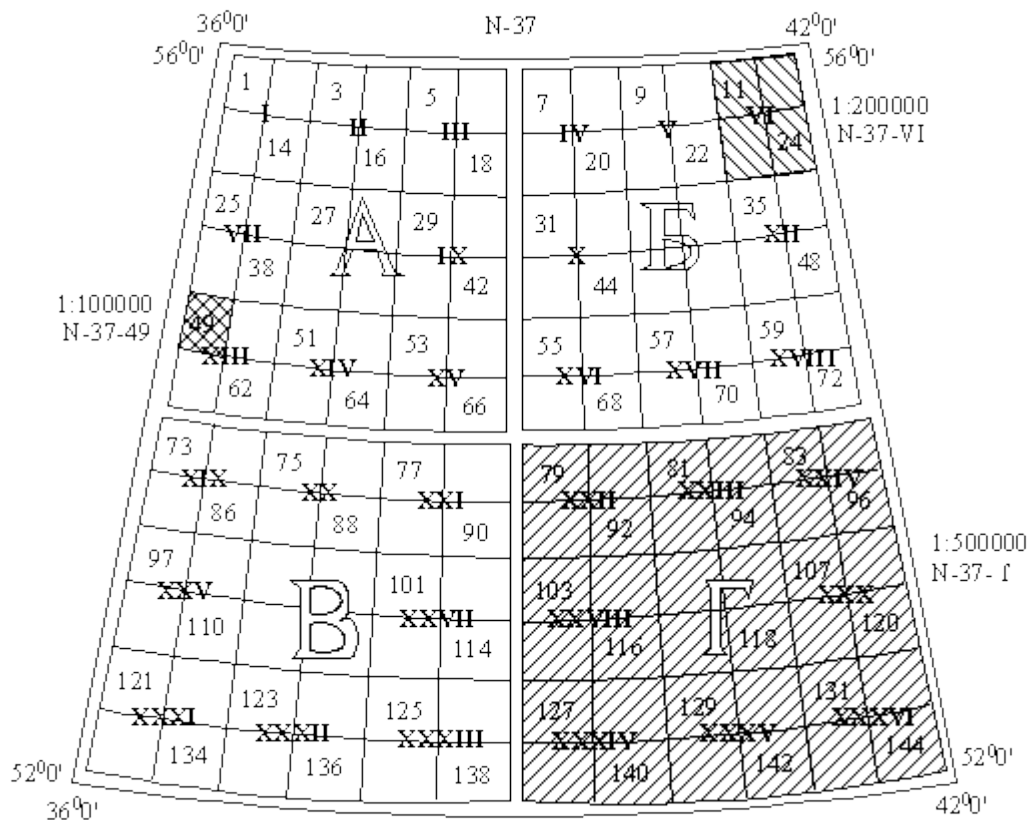 36⁰0'
N-37
42⁰0'
56⁰0'
56⁰0'
1
3
5
7
9
11
1:200000
N-37-VI
I
II
III
IV
V
VI
14
16
18
20
22
24
25
27
29
31
35
А
Б
VII
IX
X
XII
38
42
44
48
1:100000
N-37-49
49
51
53
55
57
59
XIII
XIV
XV
XVI
XVII
XVIII
62
64
66
68
70
72
73
75
77
79
81
83
XIX
XX
XXI
XXII
XXIII
XXIV
86
88
90
92
94
96
1:500000
N-37- Г
97
101
103
107
В
Г
XXV
XXVII
XXVIII
XXX
110
114
116
118
120
121
123
125
127
129
131
XXXI
XXXII
XXXIII
XXXIV
XXXV
XXXVI
134
136
138
140
142
144
52⁰0'
52⁰0'
36⁰0'
42⁰0'